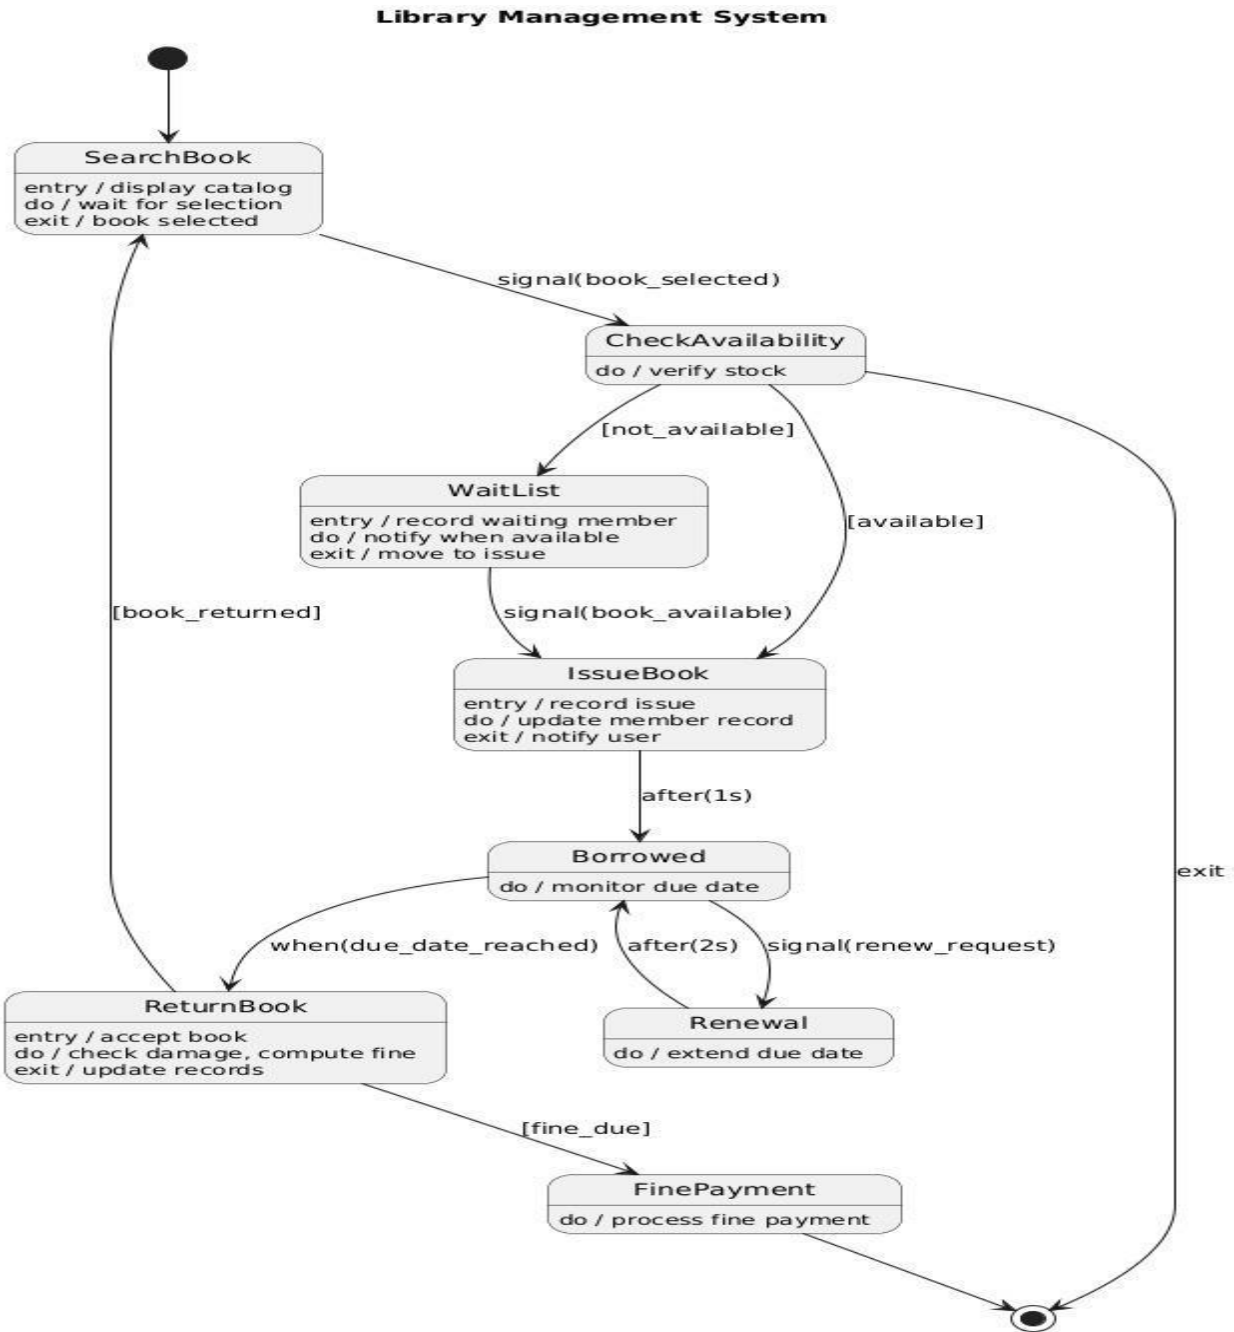 Library Management System
SearchBook
entry / display catalog
do / wait for selection
exit / book selected
signal(book_selected)
CheckAvailability
do / verify stock
[not_available]
WaitList
entry / record waiting member
do / notify when available
exit / move to issue
[available]
[book_returned]
signal(book_available)
IssueBook
entry / record issue
do / update member record
exit / notify user
after(1s)
Borrowed
do / monitor due date
exit
when(due_date_reached)
after(2s)
signal(renew_request)
ReturnBook
entry / accept book
do / check damage, compute fine
exit / update records
Renewal
do / extend due date
[fine_due]
FinePayment
do / process fine payment